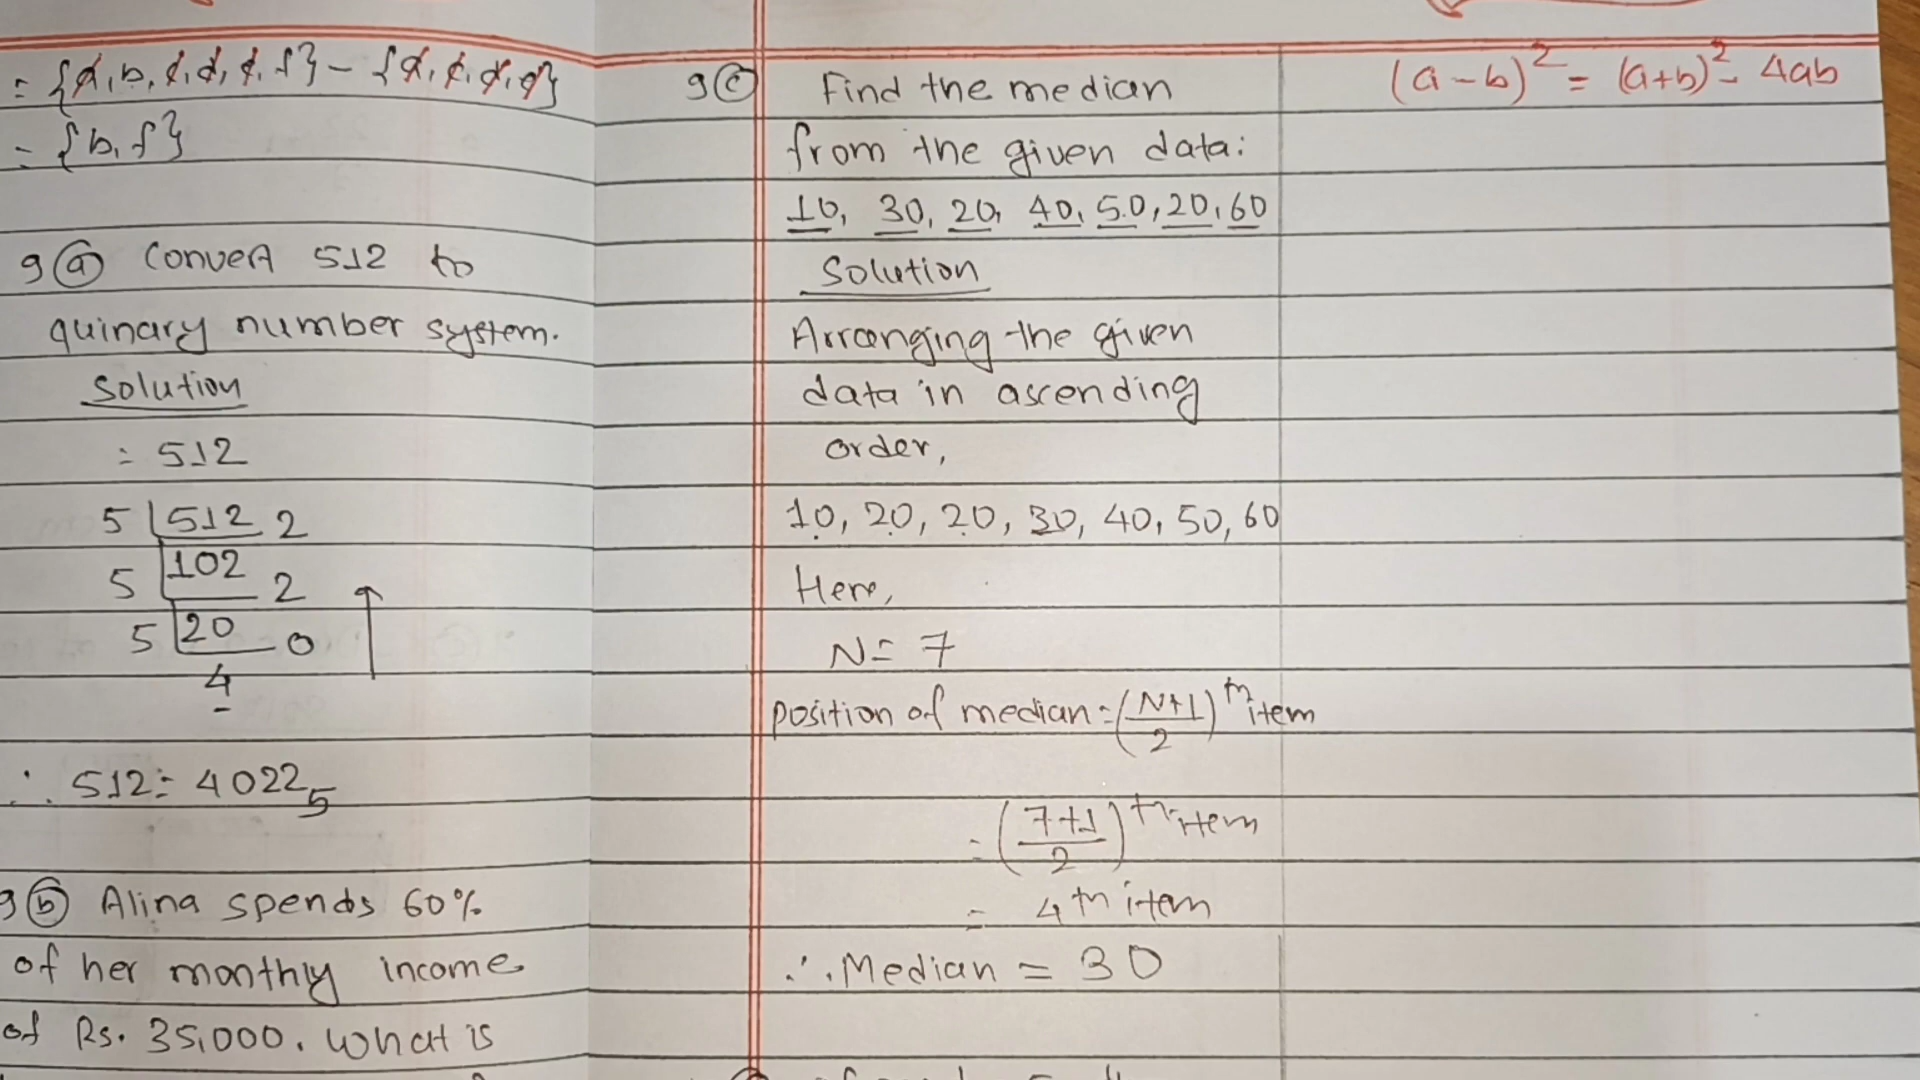 = {a, b, c, d, e, f} - {a, c, d, e}
= {b, f}
9 (a) Convert 512 to
quinary number system.
Solution
= 512
5 | 512 2
5 | 102 2
5 | 20 0
4
∴ 512 = 4022₅
9 (b) Alina spends 60%
of her monthly income
of Rs. 35,000. What is
9 (c) Find the median
from the given data:
10, 30, 20, 40, 50, 20, 60
Solution
Arranging the given
data in ascending
order,
10, 20, 20, 30, 40, 50, 60
Here,
N = 7
position of median = (N+1/2)th item
= (7+1/2)th item
= 4th item
∴ Median = 30
(a-b)² = (a+b)² - 4ab